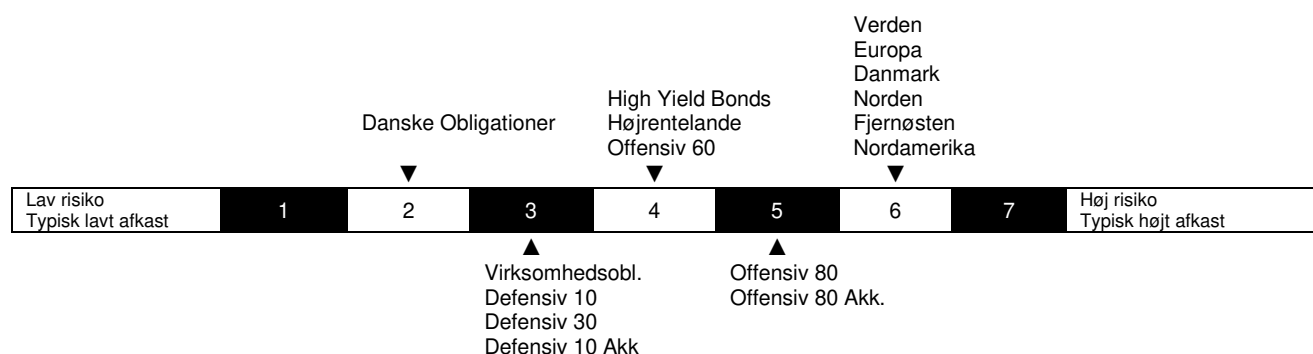 Verden
Europa
Danmark
Norden
Fjernøsten
Nordamerika
High Yield Bonds
Højrentelande
Offensiv 60
Danske Obligationer
Lav risiko
Typisk lavt afkast
1 2 3 4 5 6 7
Høj risiko
Typisk højt afkast
Virksomhedsobl.
Defensiv 10
Defensiv 30
Defensiv 10 Akk
Offensiv 80
Offensiv 80 Akk.